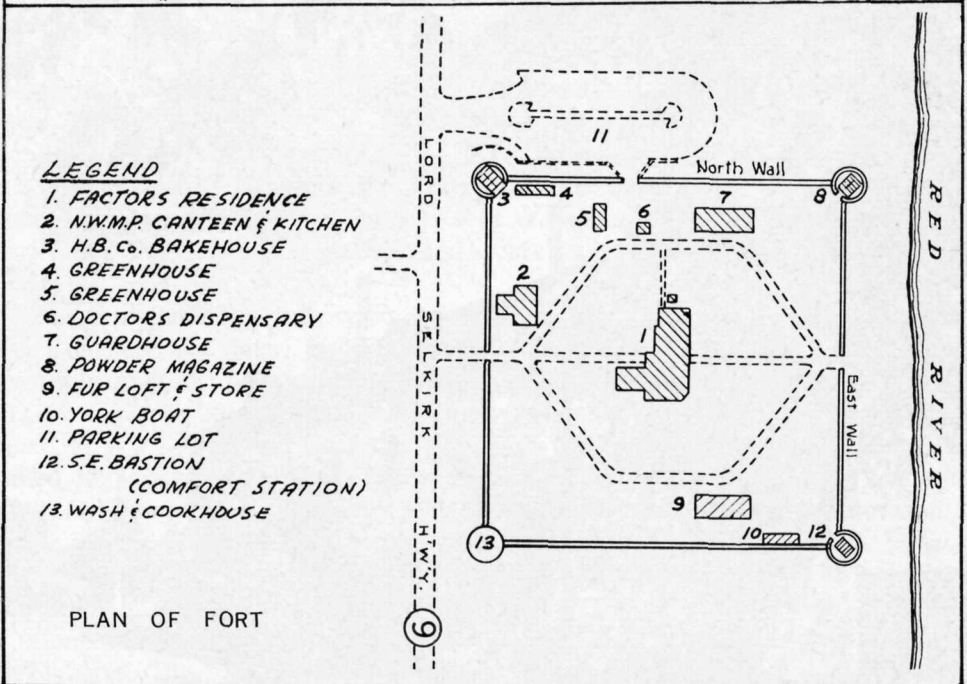 LEGEND
1. FACTORS RESIDENCE
2. N.W.M.P. CANTEEN & KITCHEN
3. H.B. Co. BAKEHOUSE
4. GREENHOUSE
5. GREENHOUSE
6. DOCTORS DISPENSARY
7. GUARDHOUSE
8. POWDER MAGAZINE
9. FUR LOFT & STORE
10. YORK BOAT
11. PARKING LOT
12. S.E. BASTION
(COMFORT STATION)
13. WASH & COOKHOUSE
PLAN OF FORT
LORD SELKIRK HWY.
9
11
North Wall
3
4
5
6
7
8
2
1
East Wall
9
10
12
13
RED RIVER